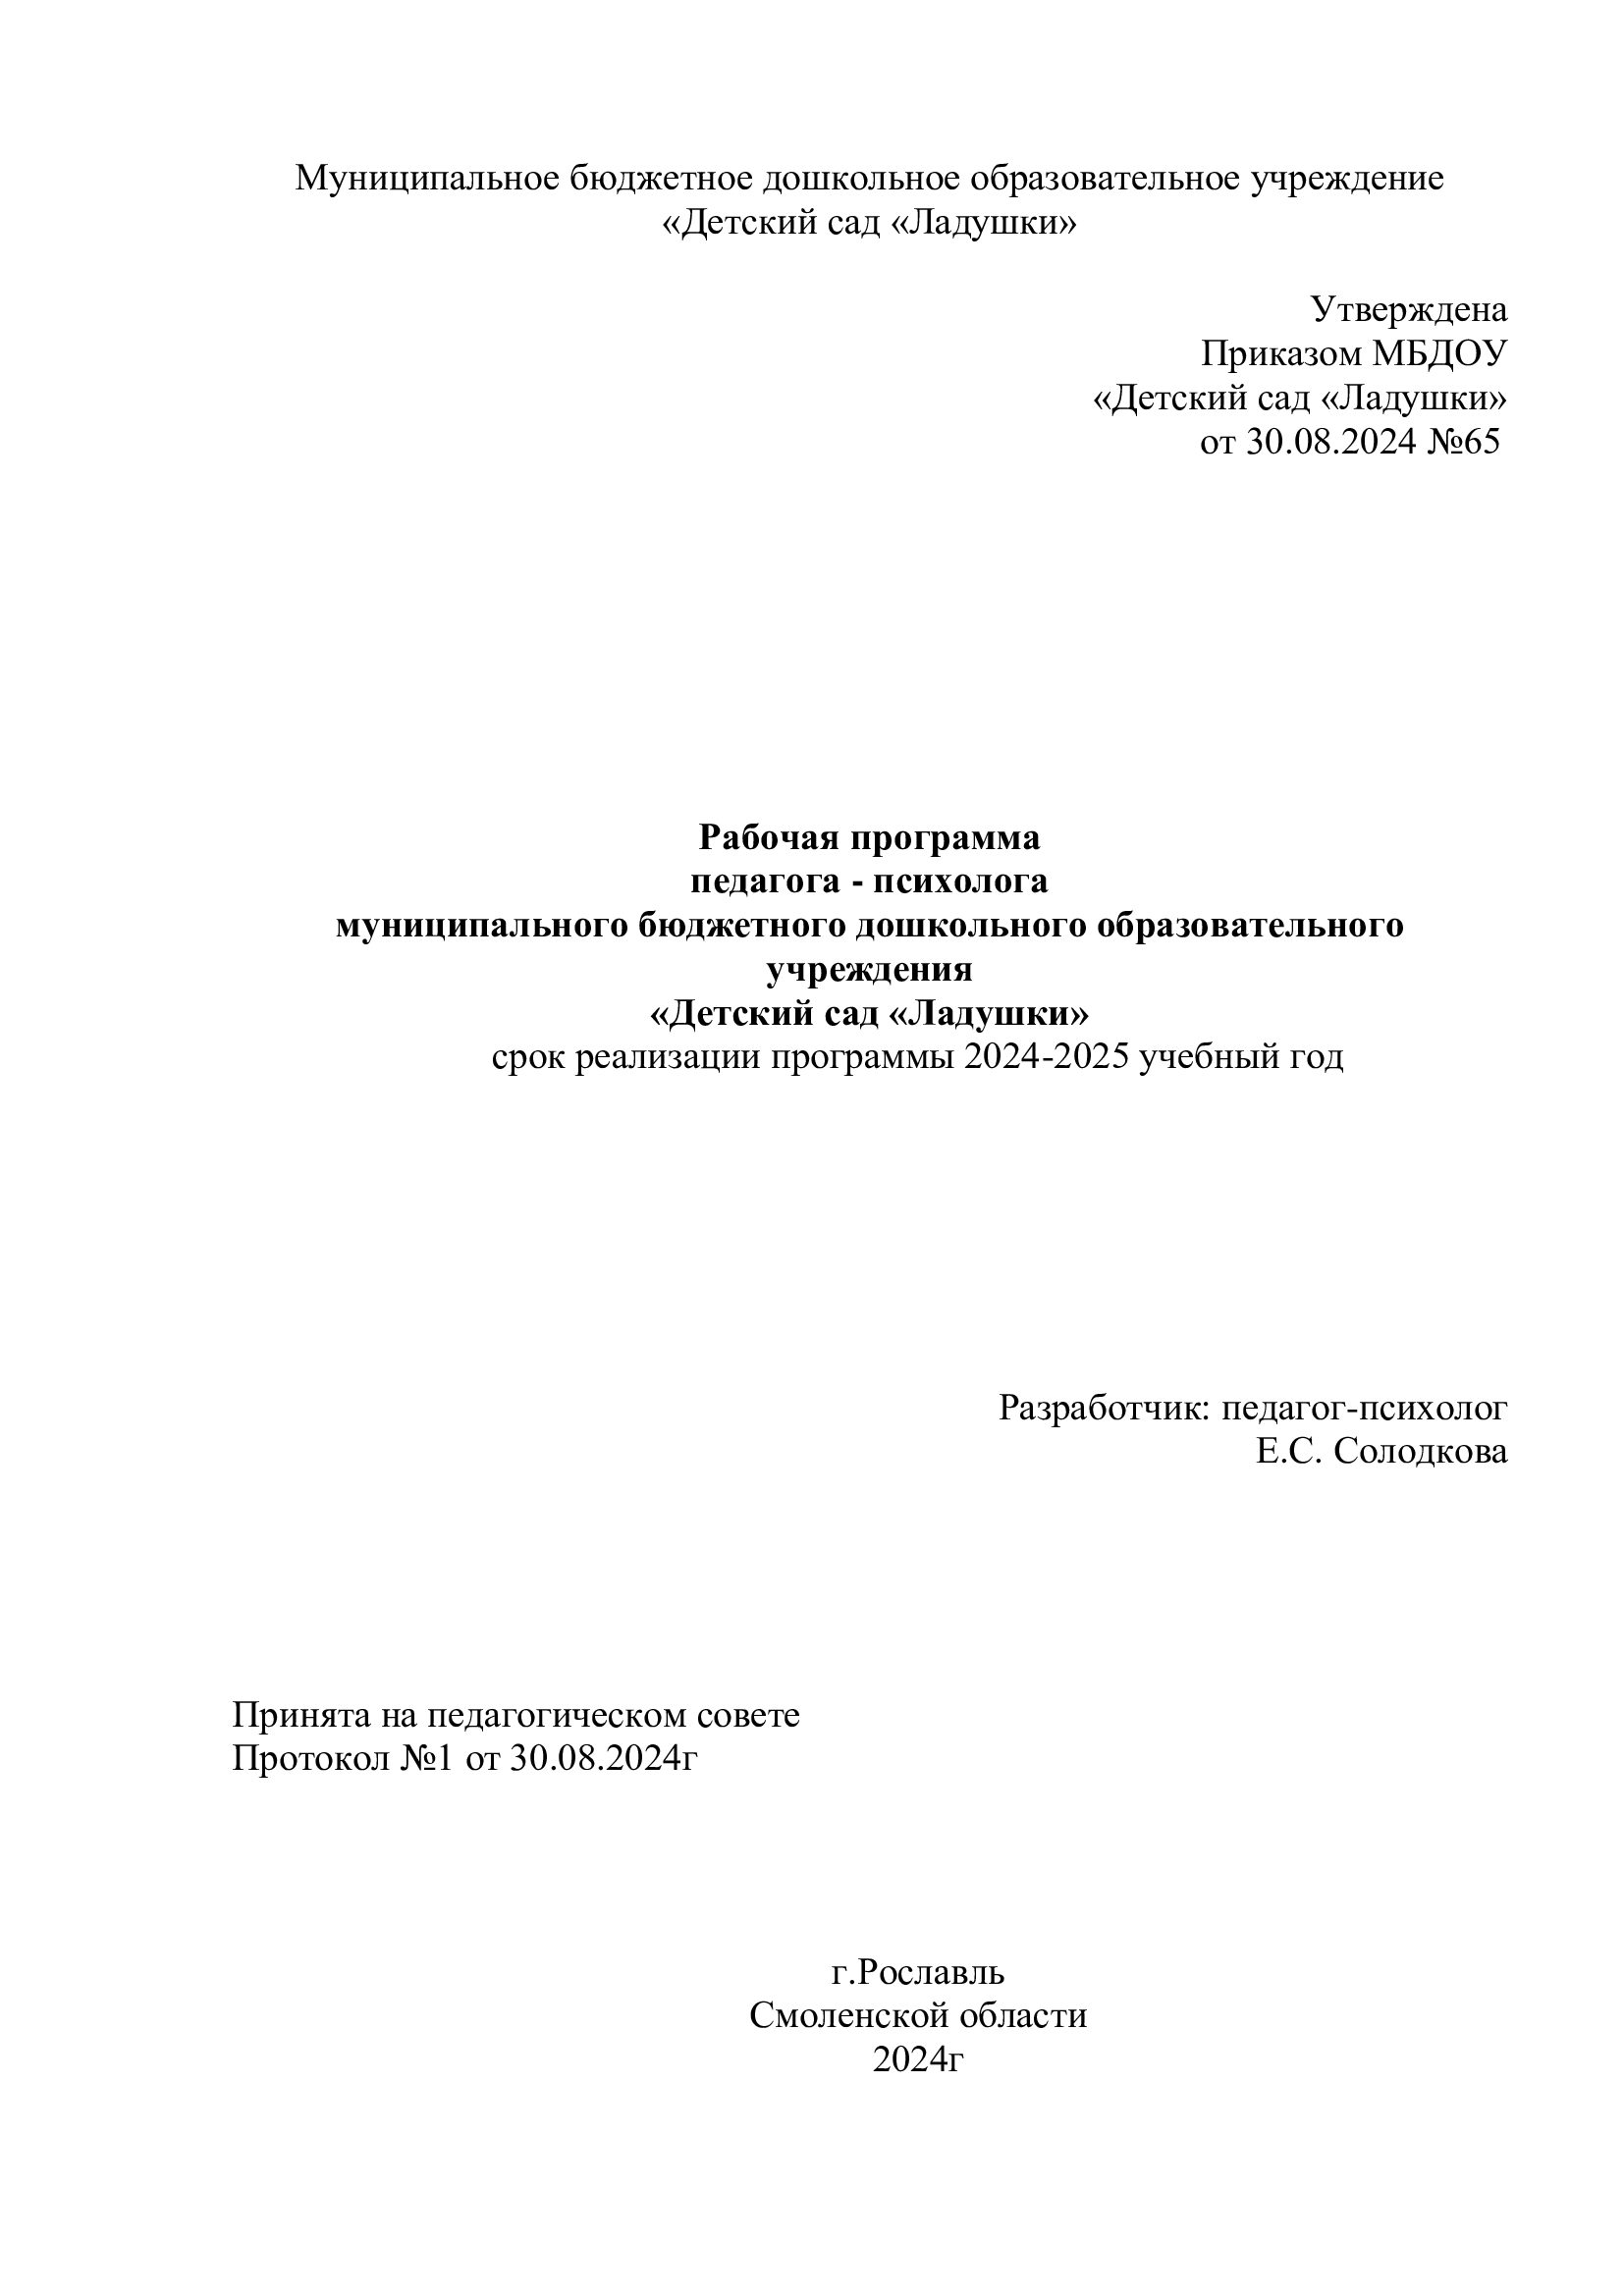 Муниципальное бюджетное дошкольное образовательное учреждение
«Детский сад «Ладушки»
Утверждена
Приказом МБДОУ
«Детский сад «Ладушки»
от 30.08.2024 №65
Рабочая программа
педагога - психолога
муниципального бюджетного дошкольного образовательного
учреждения
«Детский сад «Ладушки»
срок реализации программы 2024-2025 учебный год
Разработчик: педагог-психолог
Е.С. Солодкова
Принята на педагогическом совете
Протокол №1 от 30.08.2024г
г.Рославль
Смоленской области
2024г